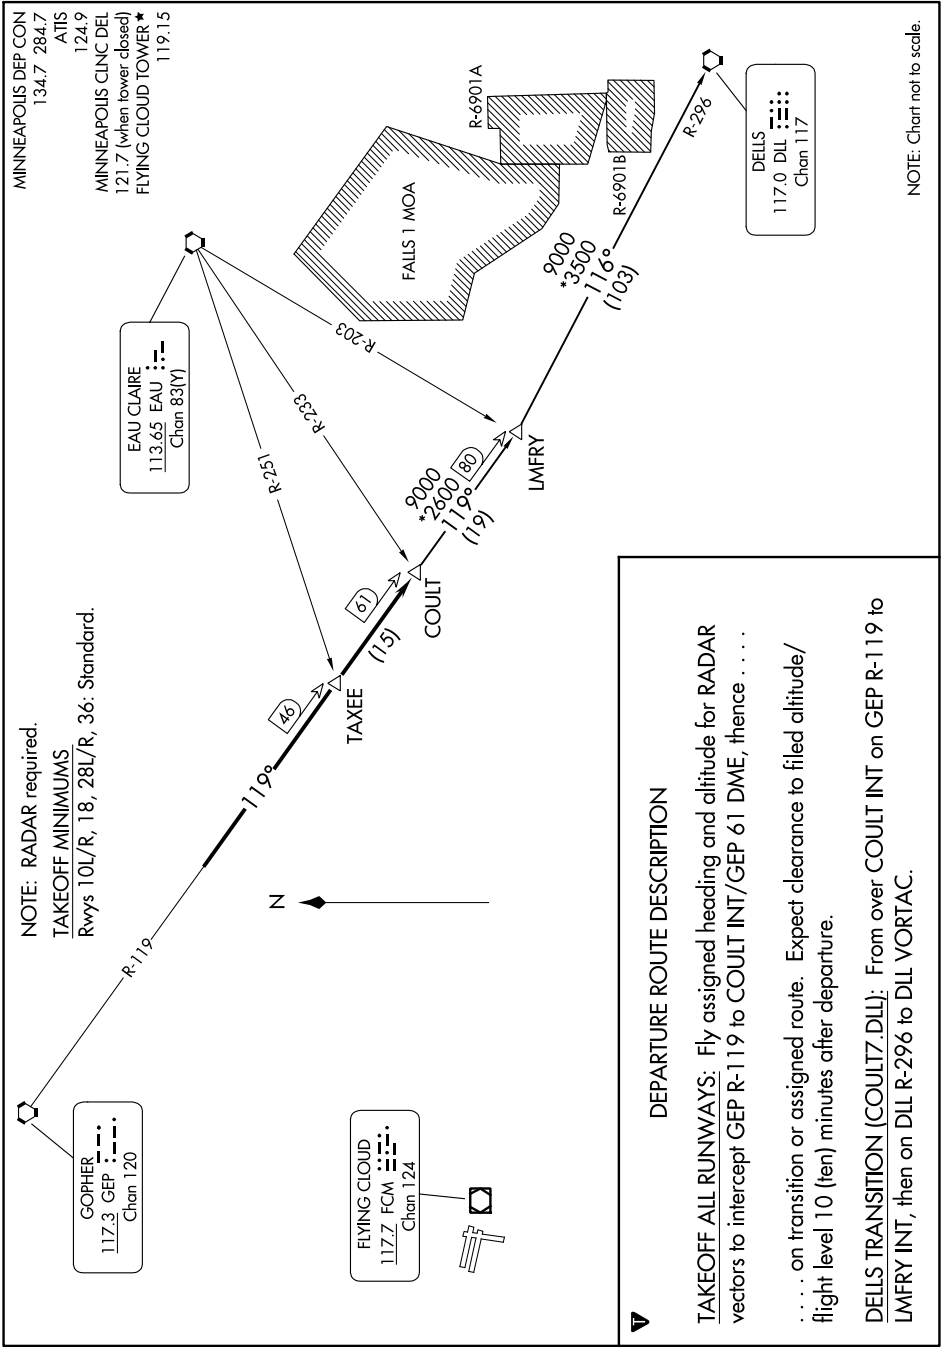 MINNEAPOLIS DEP CON
134.7 284.7
ATIS
124.9
MINNEAPOLIS CLNC DEL
121.7 (when tower closed)
FLYING CLOUD TOWER ★
119.15
NOTE: RADAR required.
TAKEOFF MINIMUMS
Rwys 10L/R, 18, 28L/R, 36: Standard.
GOPHER
117.3 GEP
Chan 120
R-119
119°
N
46
TAXEE
(15)
61
COULT
EAU CLAIRE
113.65 EAU
Chan 83(Y)
R-251
R-233
R-203
9000
*2600
119°
(19)
80
LMFRY
FALLS 1 MOA
R-6901A
R-6901B
9000
*3500
116°
(103)
R-296
DELLS
117.0 DLL
Chan 117
FLYING CLOUD
117.7 FCM
Chan 124
NOTE: Chart not to scale.
T
DEPARTURE ROUTE DESCRIPTION
TAKEOFF ALL RUNWAYS: Fly assigned heading and altitude for RADAR
vectors to intercept GEP R-119 to COULT INT/GEP 61 DME, thence . . . .
. . . . on transition or assigned route. Expect clearance to filed altitude/
flight level 10 (ten) minutes after departure.
DELLS TRANSITION (COULT7.DLL): From over COULT INT on GEP R-119 to
LMFRY INT, then on DLL R-296 to DLL VORTAC.